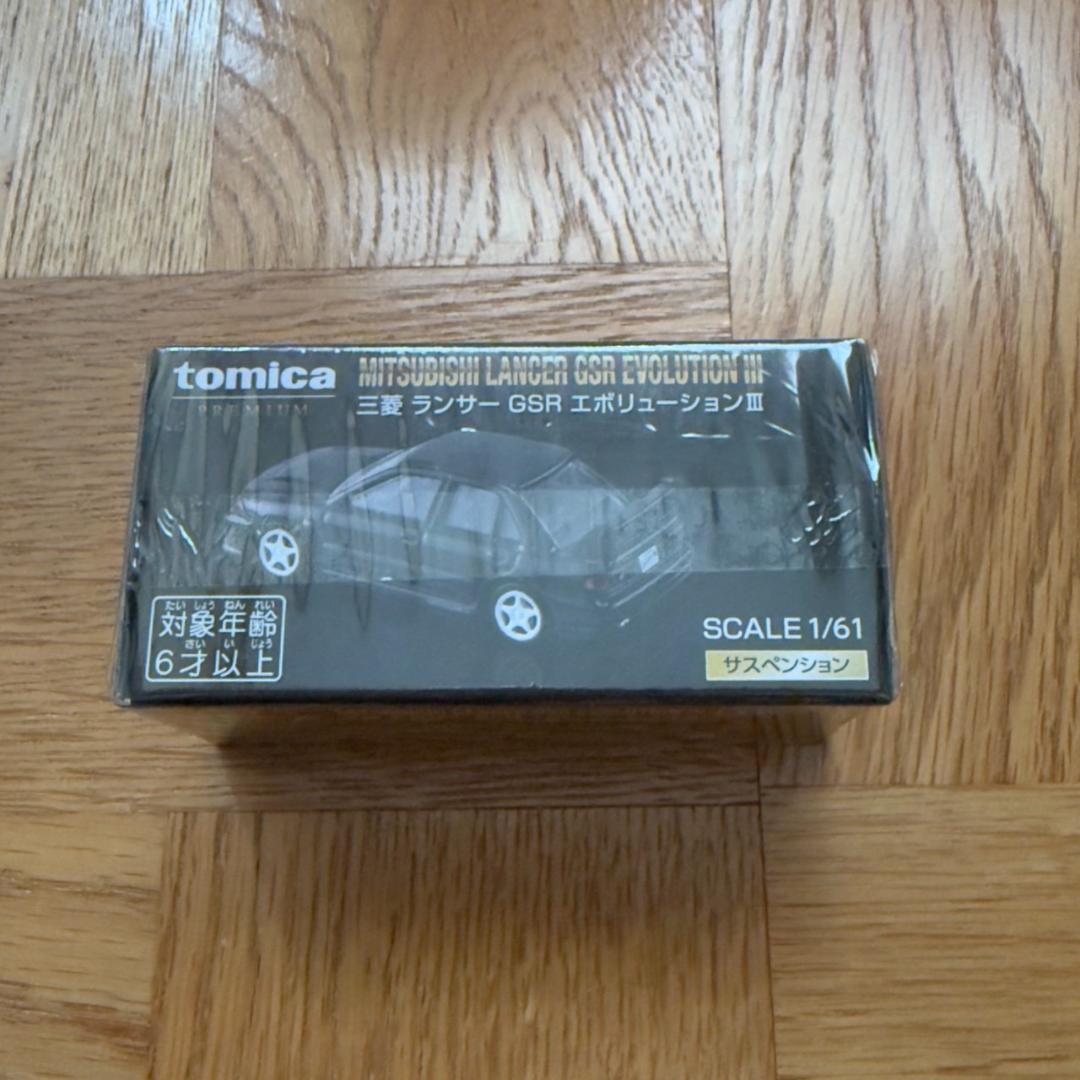 tomica
PREMIUM
MITSUBISHI LANCER GSR EVOLUTION III
三菱 ランサー GSR エボリューションⅢ
たい しょう ねん れい
対象年齢
さい い じょう
6才以上
SCALE 1/61
サスペンション